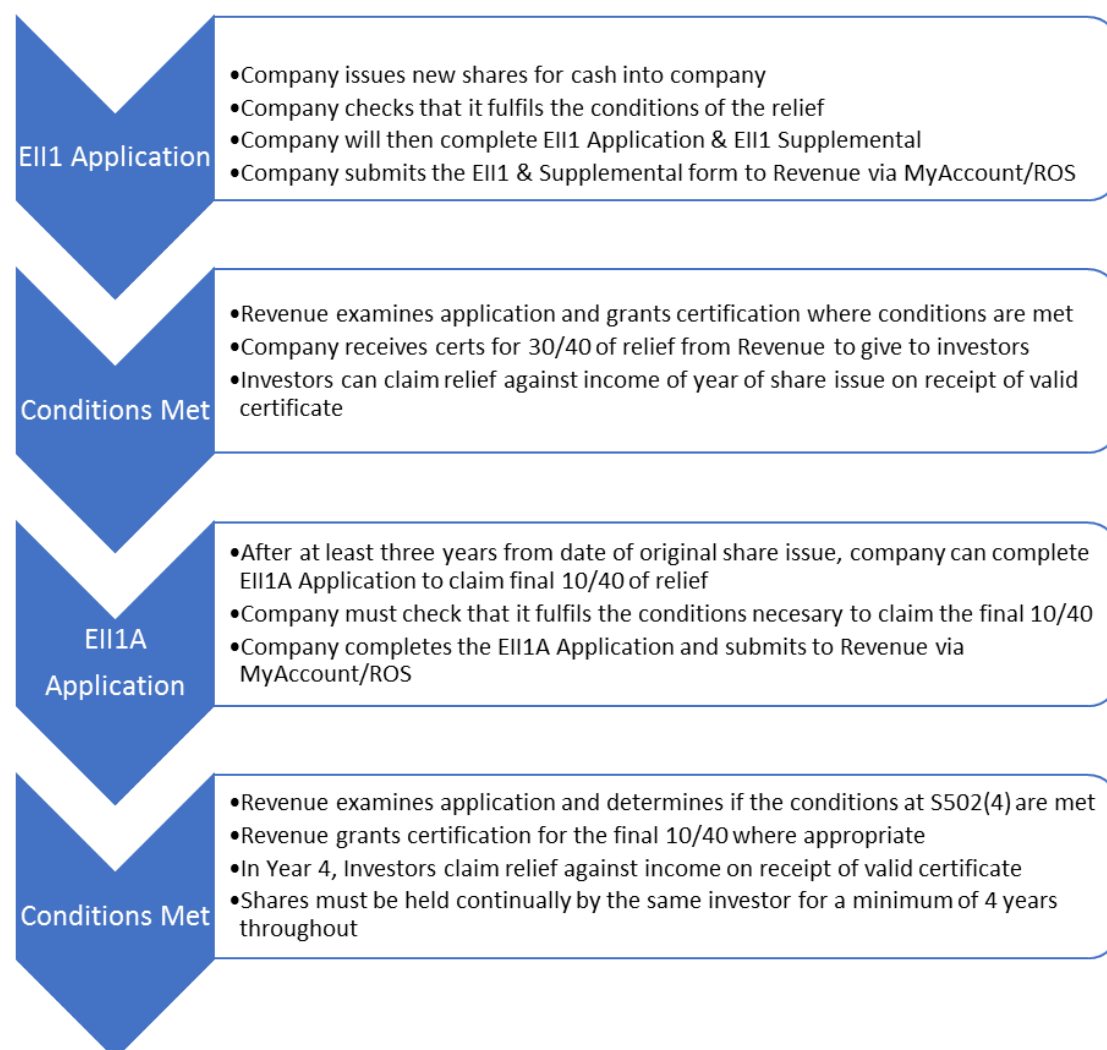 EII1 Application
•Company issues new shares for cash into company
•Company checks that it fulfils the conditions of the relief
•Company will then complete EII1 Application & EII1 Supplemental
•Company submits the EII1 & Supplemental form to Revenue via MyAccount/ROS
Conditions Met
•Revenue examines application and grants certification where conditions are met
•Company receives certs for 30/40 of relief from Revenue to give to investors
•Investors can claim relief against income of year of share issue on receipt of valid
certificate
EII1A
Application
•After at least three years from date of original share issue, company can complete
EII1A Application to claim final 10/40 of relief
•Company must check that it fulfils the conditions necesary to claim the final 10/40
•Company completes the EII1A Application and submits to Revenue via
MyAccount/ROS
Conditions Met
•Revenue examines application and determines if the conditions at S502(4) are met
•Revenue grants certification for the final 10/40 where appropriate
•In Year 4, Investors claim relief against income on receipt of valid certificate
•Shares must be held continually by the same investor for a minimum of 4 years
throughout